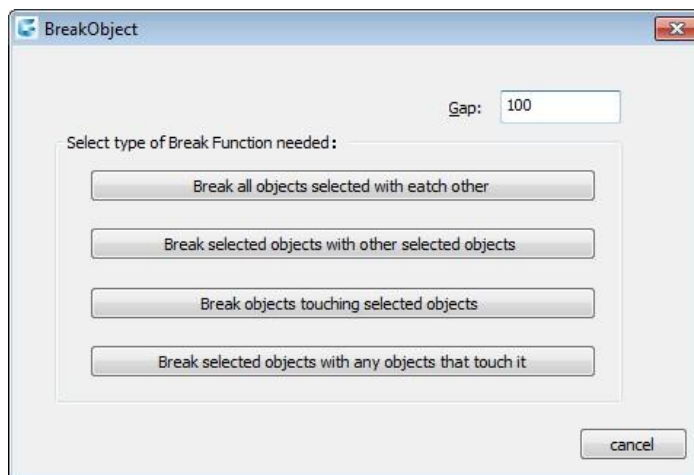 BreakObject
Gap: 100
Select type of Break Function needed:
Break all objects selected with eatch other
Break selected objects with other selected objects
Break objects touching selected objects
Break selected objects with any objects that touch it
cancel